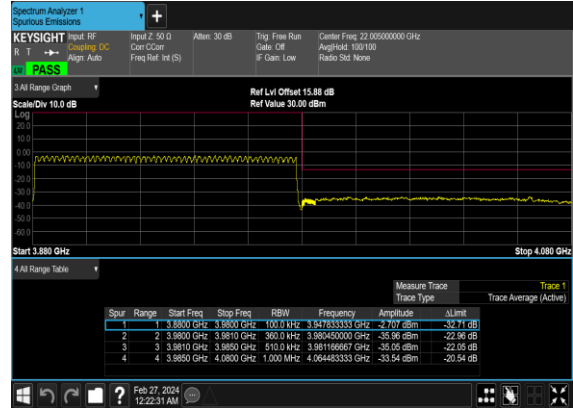 Spectrum Analyzer 1
Spurious Emissions
+
KEYSIGHT Input: RF Input Z: 50 Ω Atten: 30 dB Trig: Free Run Center Freq: 22.005000000 GHz
R T Coupling: DC Corr CCorr Gate: Off Avg|Hold: 100/100
Align: Auto Freq Ref: Int (S) IF Gain: Low Radio Std: None
PASS
3 All Range Graph
Ref Lvl Offset 15.88 dB
Scale/Div 10.0 dB Ref Value 30.00 dBm
Log
20.0
10.0
0.00
-10.0
-20.0
-30.0
-40.0
-50.0
-60.0
Start 3.880 GHz Stop 4.080 GHz
4 All Range Table
Measure Trace Trace 1
Trace Type Trace Average (Active)
Spur Range Start Freq Stop Freq RBW Frequency Amplitude ΔLimit
1 1 3.8800 GHz 3.9800 GHz 100.0 kHz 3.947833333 GHz -2.707 dBm -32.71 dB
2 2 3.9800 GHz 3.9810 GHz 360.0 kHz 3.980450000 GHz -35.96 dBm -22.96 dB
3 3 3.9810 GHz 3.9850 GHz 510.0 kHz 3.981166667 GHz -35.05 dBm -22.05 dB
4 4 3.9850 GHz 4.0800 GHz 1.000 MHz 4.064483333 GHz -33.54 dBm -20.54 dB
? Feb 27, 2024
12:22:31 AM